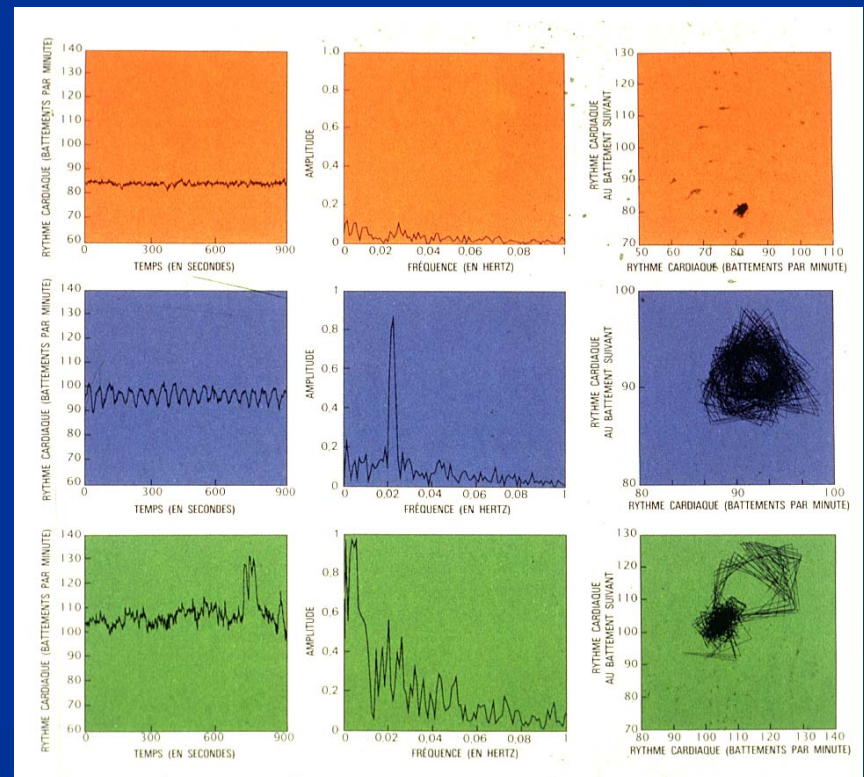 RYTHME CARDIAQUE (BATTEMENTS PAR MINUTE)
140
130
120
110
100
90
80
70
60
0 300 600 900
TEMPS (EN SECONDES)
AMPLITUDE
1.0
0.8
0.6
0.4
0.2
0
0 0.02 0.04 0.06 0.08 1
FRÉQUENCE (EN HERTZ)
RYTHME CARDIAQUE
AU BATTEMENT SUIVANT
130
120
110
100
90
80
70
50 60 70 80 90 100 110
RYTHME CARDIAQUE (BATTEMENTS PAR MINUTE)
RYTHME CARDIAQUE (BATTEMENTS PAR MINUTE)
140
130
120
110
100
90
80
70
60
0 300 600 900
TEMPS (EN SECONDES)
AMPLITUDE
1
0.8
0.6
0.4
0.2
0
0 0.02 0.04 0.06 0.08 1
FRÉQUENCE (EN HERTZ)
RYTHME CARDIAQUE
AU BATTEMENT SUIVANT
100
90
80
80 90 100
RYTHME CARDIAQUE (BATTEMENTS PAR MINUTE)
RYTHME CARDIAQUE (BATTEMENTS PAR MINUTE)
140
130
120
110
100
90
80
70
60
0 300 600 900
TEMPS (EN SECONDES)
AMPLITUDE
1
0.8
0.6
0.4
0.2
0
0 0.02 0.04 0.06 0.08 1
FRÉQUENCE (EN HERTZ)
RYTHME CARDIAQUE
AU BATTEMENT SUIVANT
130
120
110
100
90
80
70
80 90 100 110 120 130 140
RYTHME CARDIAQUE (BATTEMENTS PAR MINUTE)